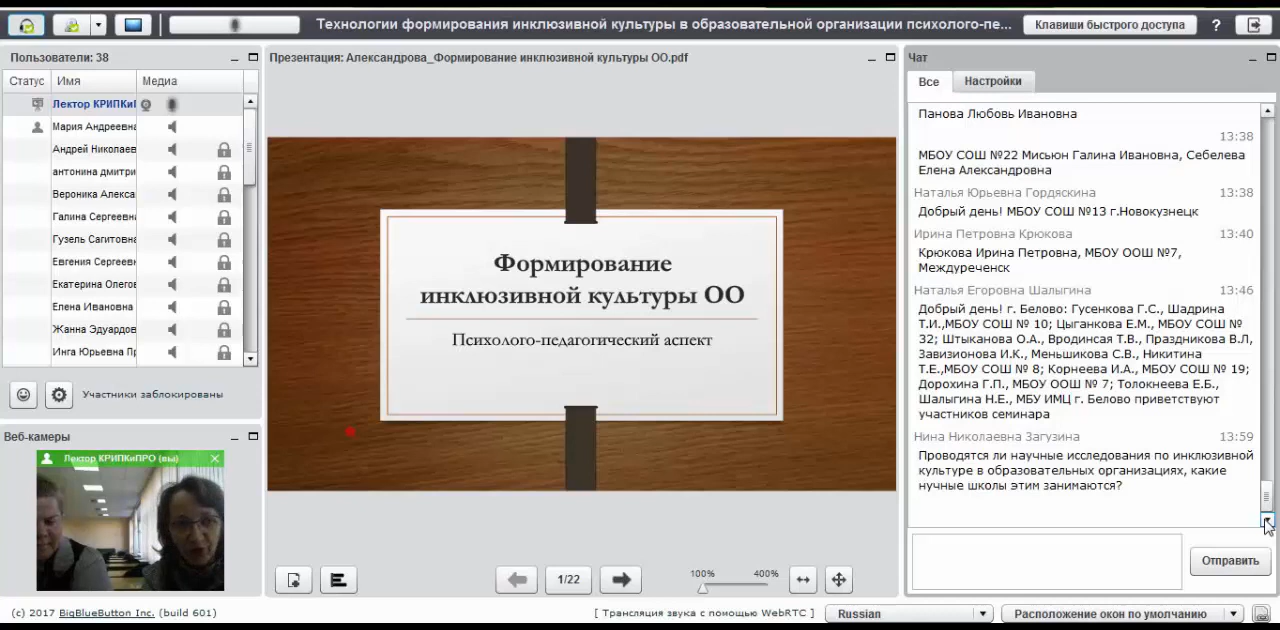 Технологии формирования инклюзивной культуры в образовательной организации психолого-пе...
Клавиши быстрого доступа
?
Пользователи: 38
Статус Имя Медиа
Лектор КРИПКиI
Мария Андреевна
Андрей Николаев
антонина дмитри
Вероника Алекса
Галина Сергеевн
Гузель Сагитовна
Евгения Сергеев
Екатерина Олегов
Елена Ивановна
Жанна Эдуардов
Инга Юрьевна Пр
Участники заблокированы
Веб-камеры
Лектор КРИПКиПРО (вы)
Презентация: Александрова_Формирование инклюзивной культуры ОО.pdf
Формирование
инклюзивной культуры ОО
Психолого-педагогический аспект
1/22
100% 400%
Чат
Все Настройки
Панова Любовь Ивановна
13:38
МБОУ СОШ №22 Мисьюн Галина Ивановна, Себелева
Елена Александровна
Наталья Юрьевна Гордяскина 13:38
Добрый день! МБОУ СОШ №13 г.Новокузнецк
Ирина Петровна Крюкова 13:40
Крюкова Ирина Петровна, МБОУ ООШ №7,
Междуреченск
Наталья Егоровна Шалыгина 13:46
Добрый день! г. Белово: Гусенкова Г.С., Шадрина
Т.И.,МБОУ СОШ № 10; Цыганкова Е.М., МБОУ СОШ №
32; Штыканова О.А., Вродинсая Т.В., Праздникова В.Л,
Завизионова И.К., Меньшикова С.В., Никитина
Т.Е.,МБОУ СОШ № 8; Корнеева И.А., МБОУ СОШ № 19;
Дорохина Г.П., МБОУ ООШ № 7; Толокнеева Е.Б.,
Шалыгина Н.Е., МБУ ИМЦ г. Белово приветствуют
участников семинара
Нина Николаевна Загузина 13:59
Проводятся ли научные исследования по инклюзивной
культуре в образовательных организациях, какие
нучные школы этим занимаются?
Отправить
(c) 2017 BigBlueButton Inc. (build 601)
[ Трансляция звука с помощью WebRTC ]
Russian
Расположение окон по умолчанию